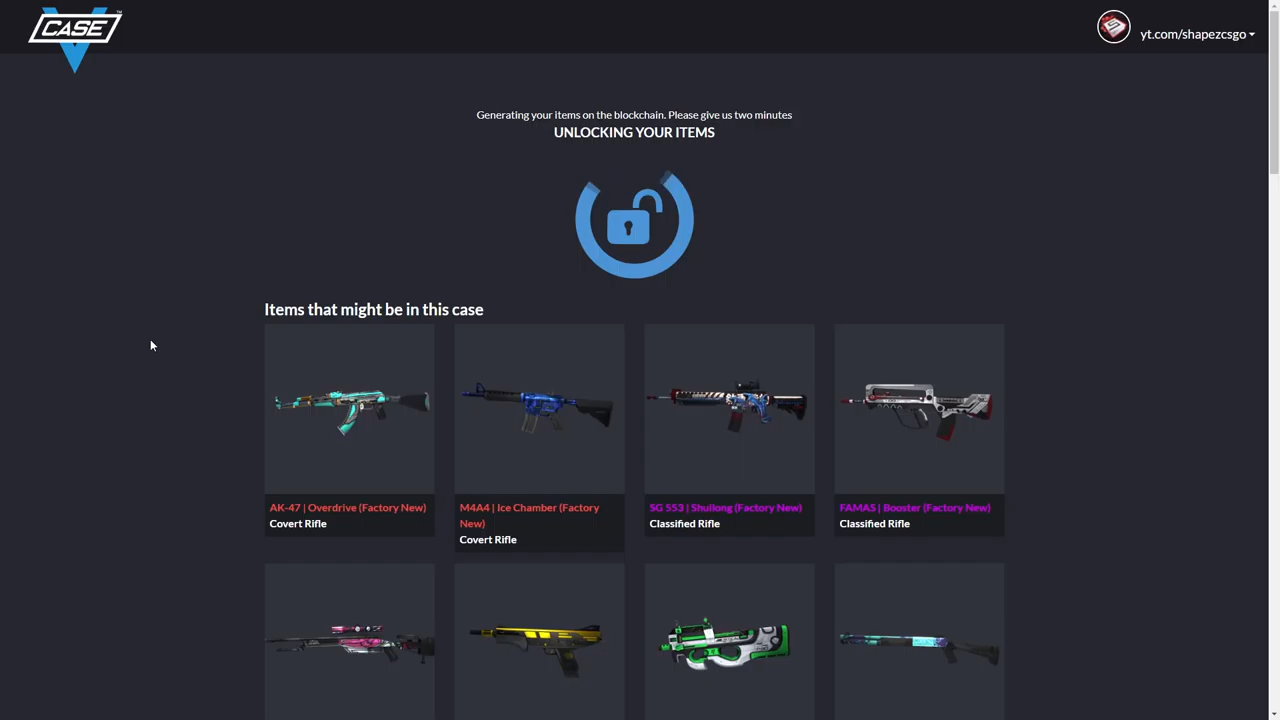 CASE™
yt.com/shapezcsgo
Generating your items on the blockchain. Please give us two minutes
UNLOCKING YOUR ITEMS
Items that might be in this case
AK-47 | Overdrive (Factory New)
Covert Rifle
M4A4 | Ice Chamber (Factory
New)
Covert Rifle
SG 553 | Shuilong (Factory New)
Classified Rifle
FAMAS | Booster (Factory New)
Classified Rifle